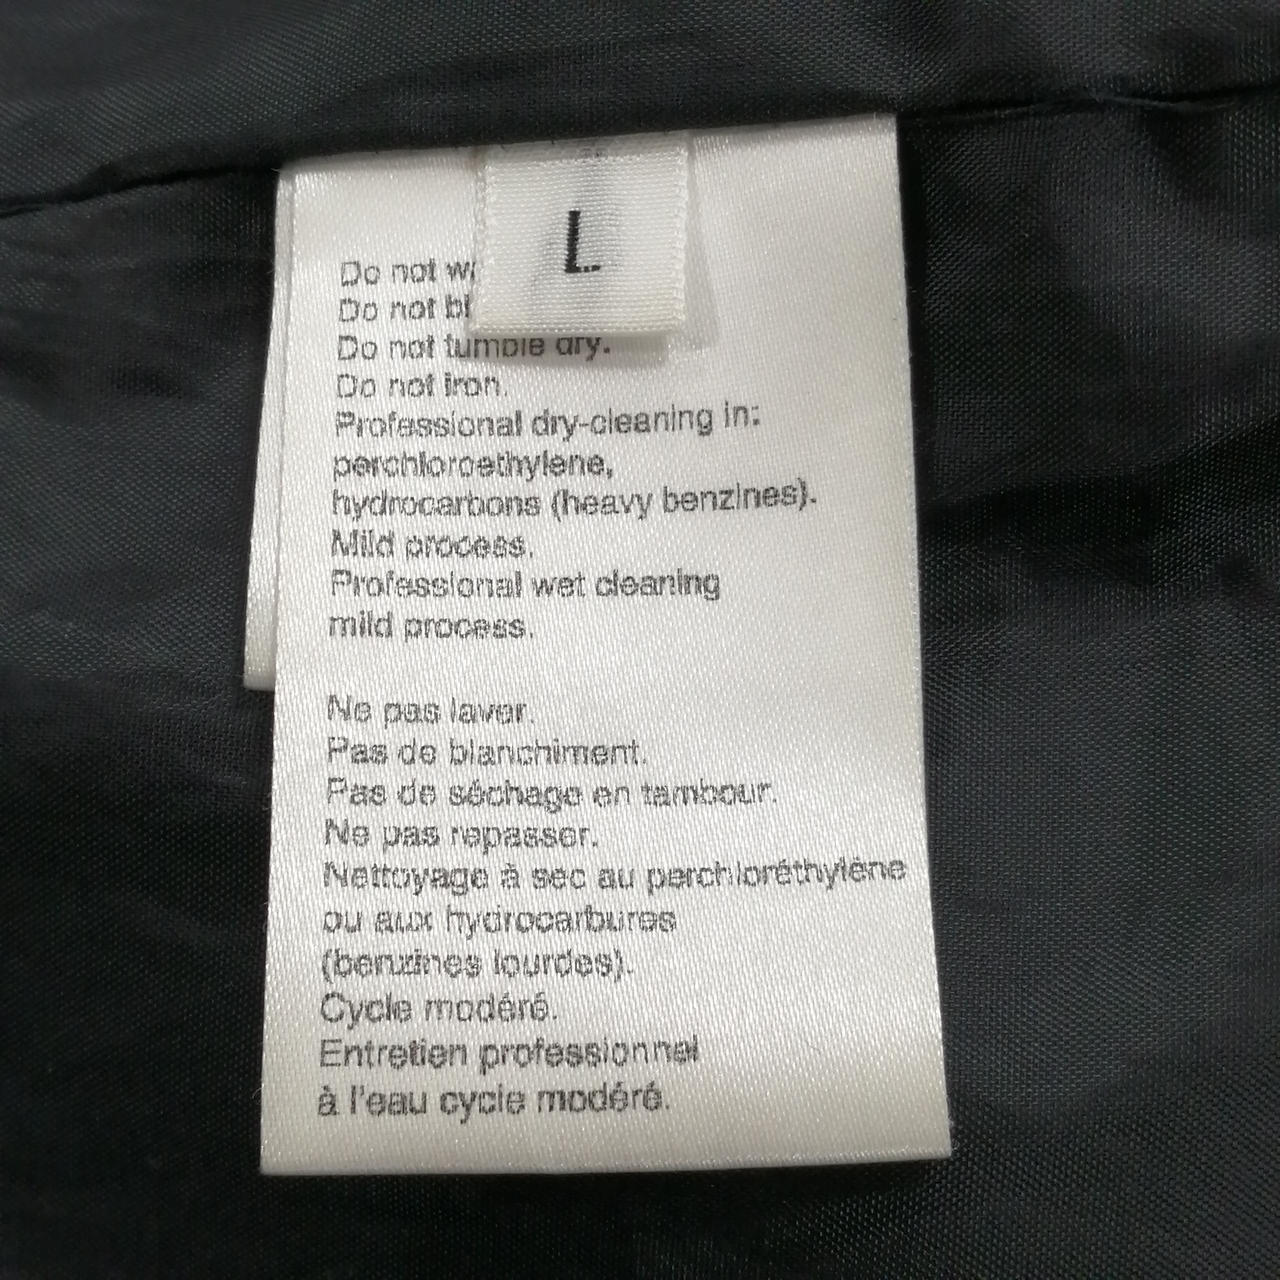 L
Do not
Do not
Do not tumble dry.
Do not iron.
Professional dry-cleaning in:
perchloroethylene,
hydrocarbons (heavy benzines).
Mild process.
Professional wet cleaning
mild process.
Ne pas laver.
Pas de blanchiment.
Pas de séchage en tambour.
Ne pas repasser.
Nettoyage à sec au perchloréthylène
ou aux hydrocarbures
(benzines lourdes).
Cycle modéré.
Entretien professionnel
à l'eau cycle modéré.